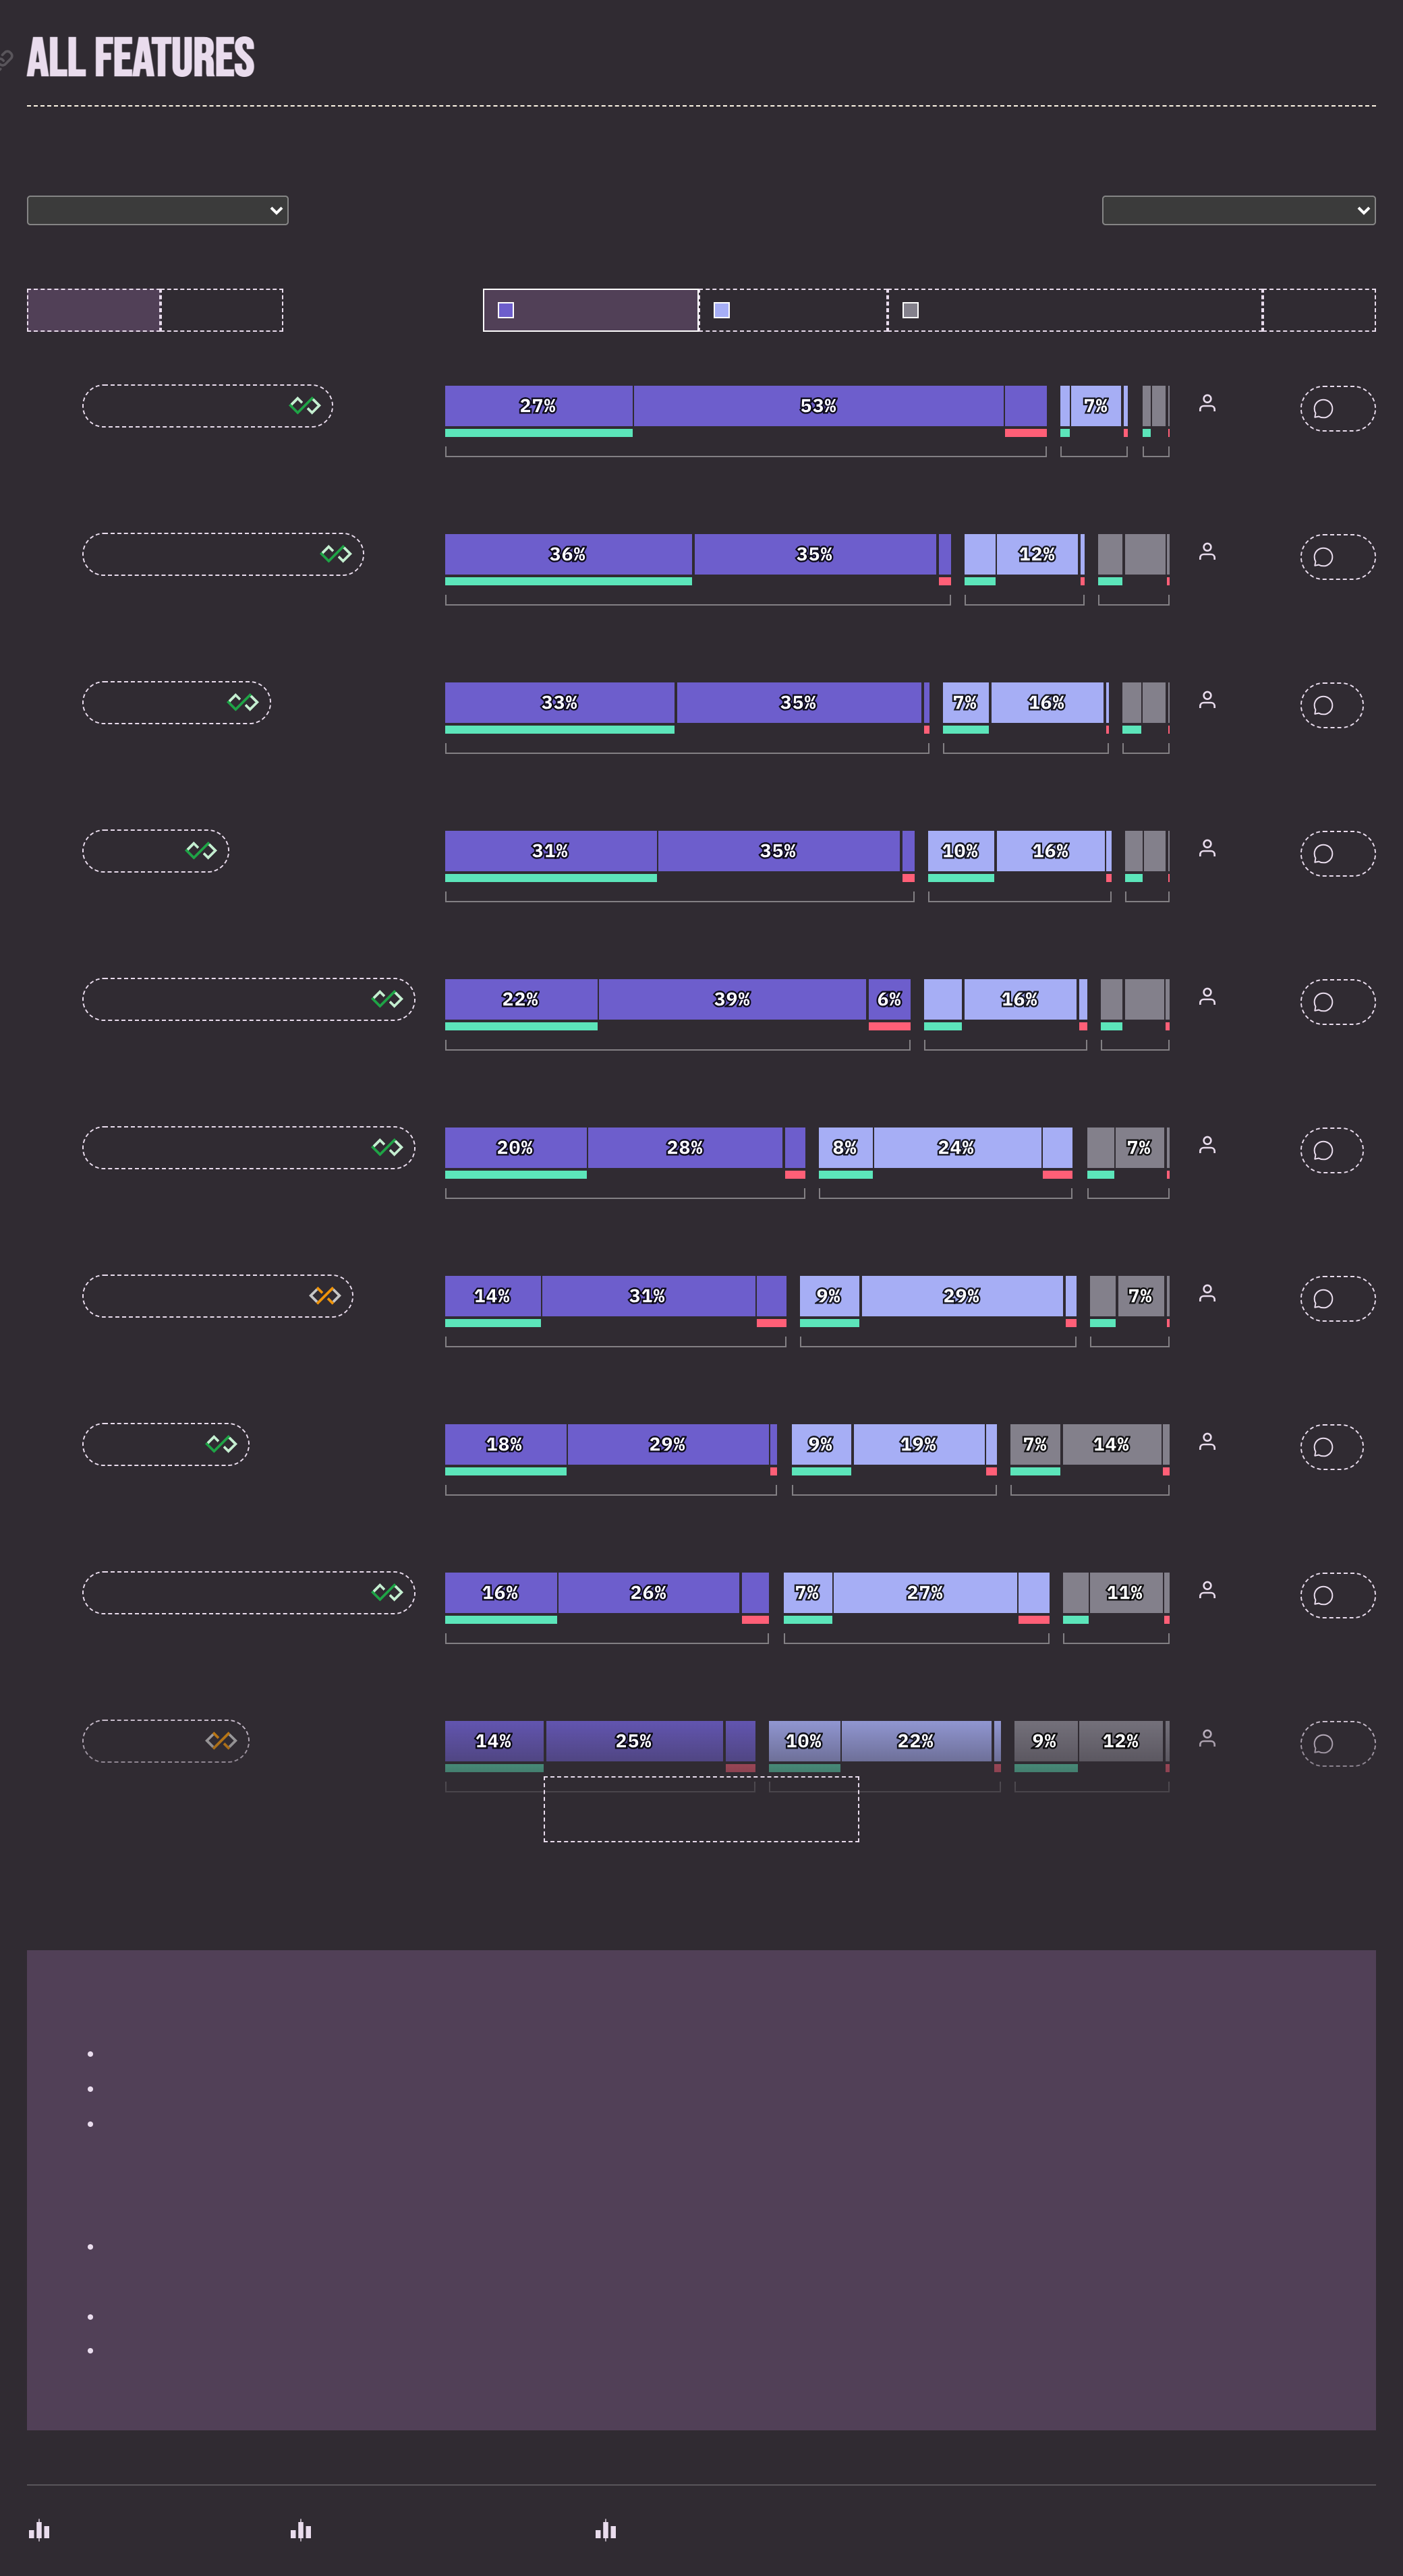 ALL FEATURES
27% 53% 7%
36% 35% 12%
33% 35% 7% 16%
31% 35% 10% 16%
22% 39% 6% 16%
20% 28% 8% 24% 7%
14% 31% 9% 29% 7%
18% 29% 9% 19% 7% 14%
16% 26% 7% 27% 11%
14% 25% 10% 22% 9% 12%